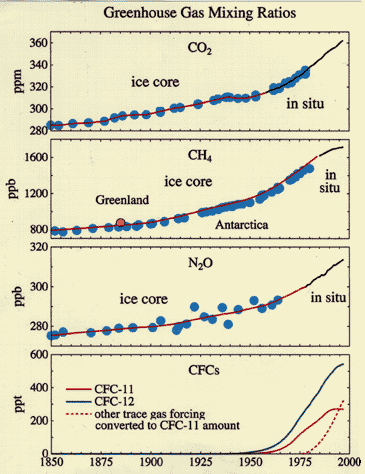 Greenhouse Gas Mixing Ratios
CO2
360
340
320
300
280
ppm
ice core
in situ
CH4
1600
1200
800
ppb
ice core
in
situ
Greenland
Antarctica
N2O
320
300
280
ppb
ice core
in situ
CFCs
600
400
200
0
ppt
CFC-11
CFC-12
other trace gas forcing
converted to CFC-11 amount
1850 1875 1900 1925 1950 1975 2000